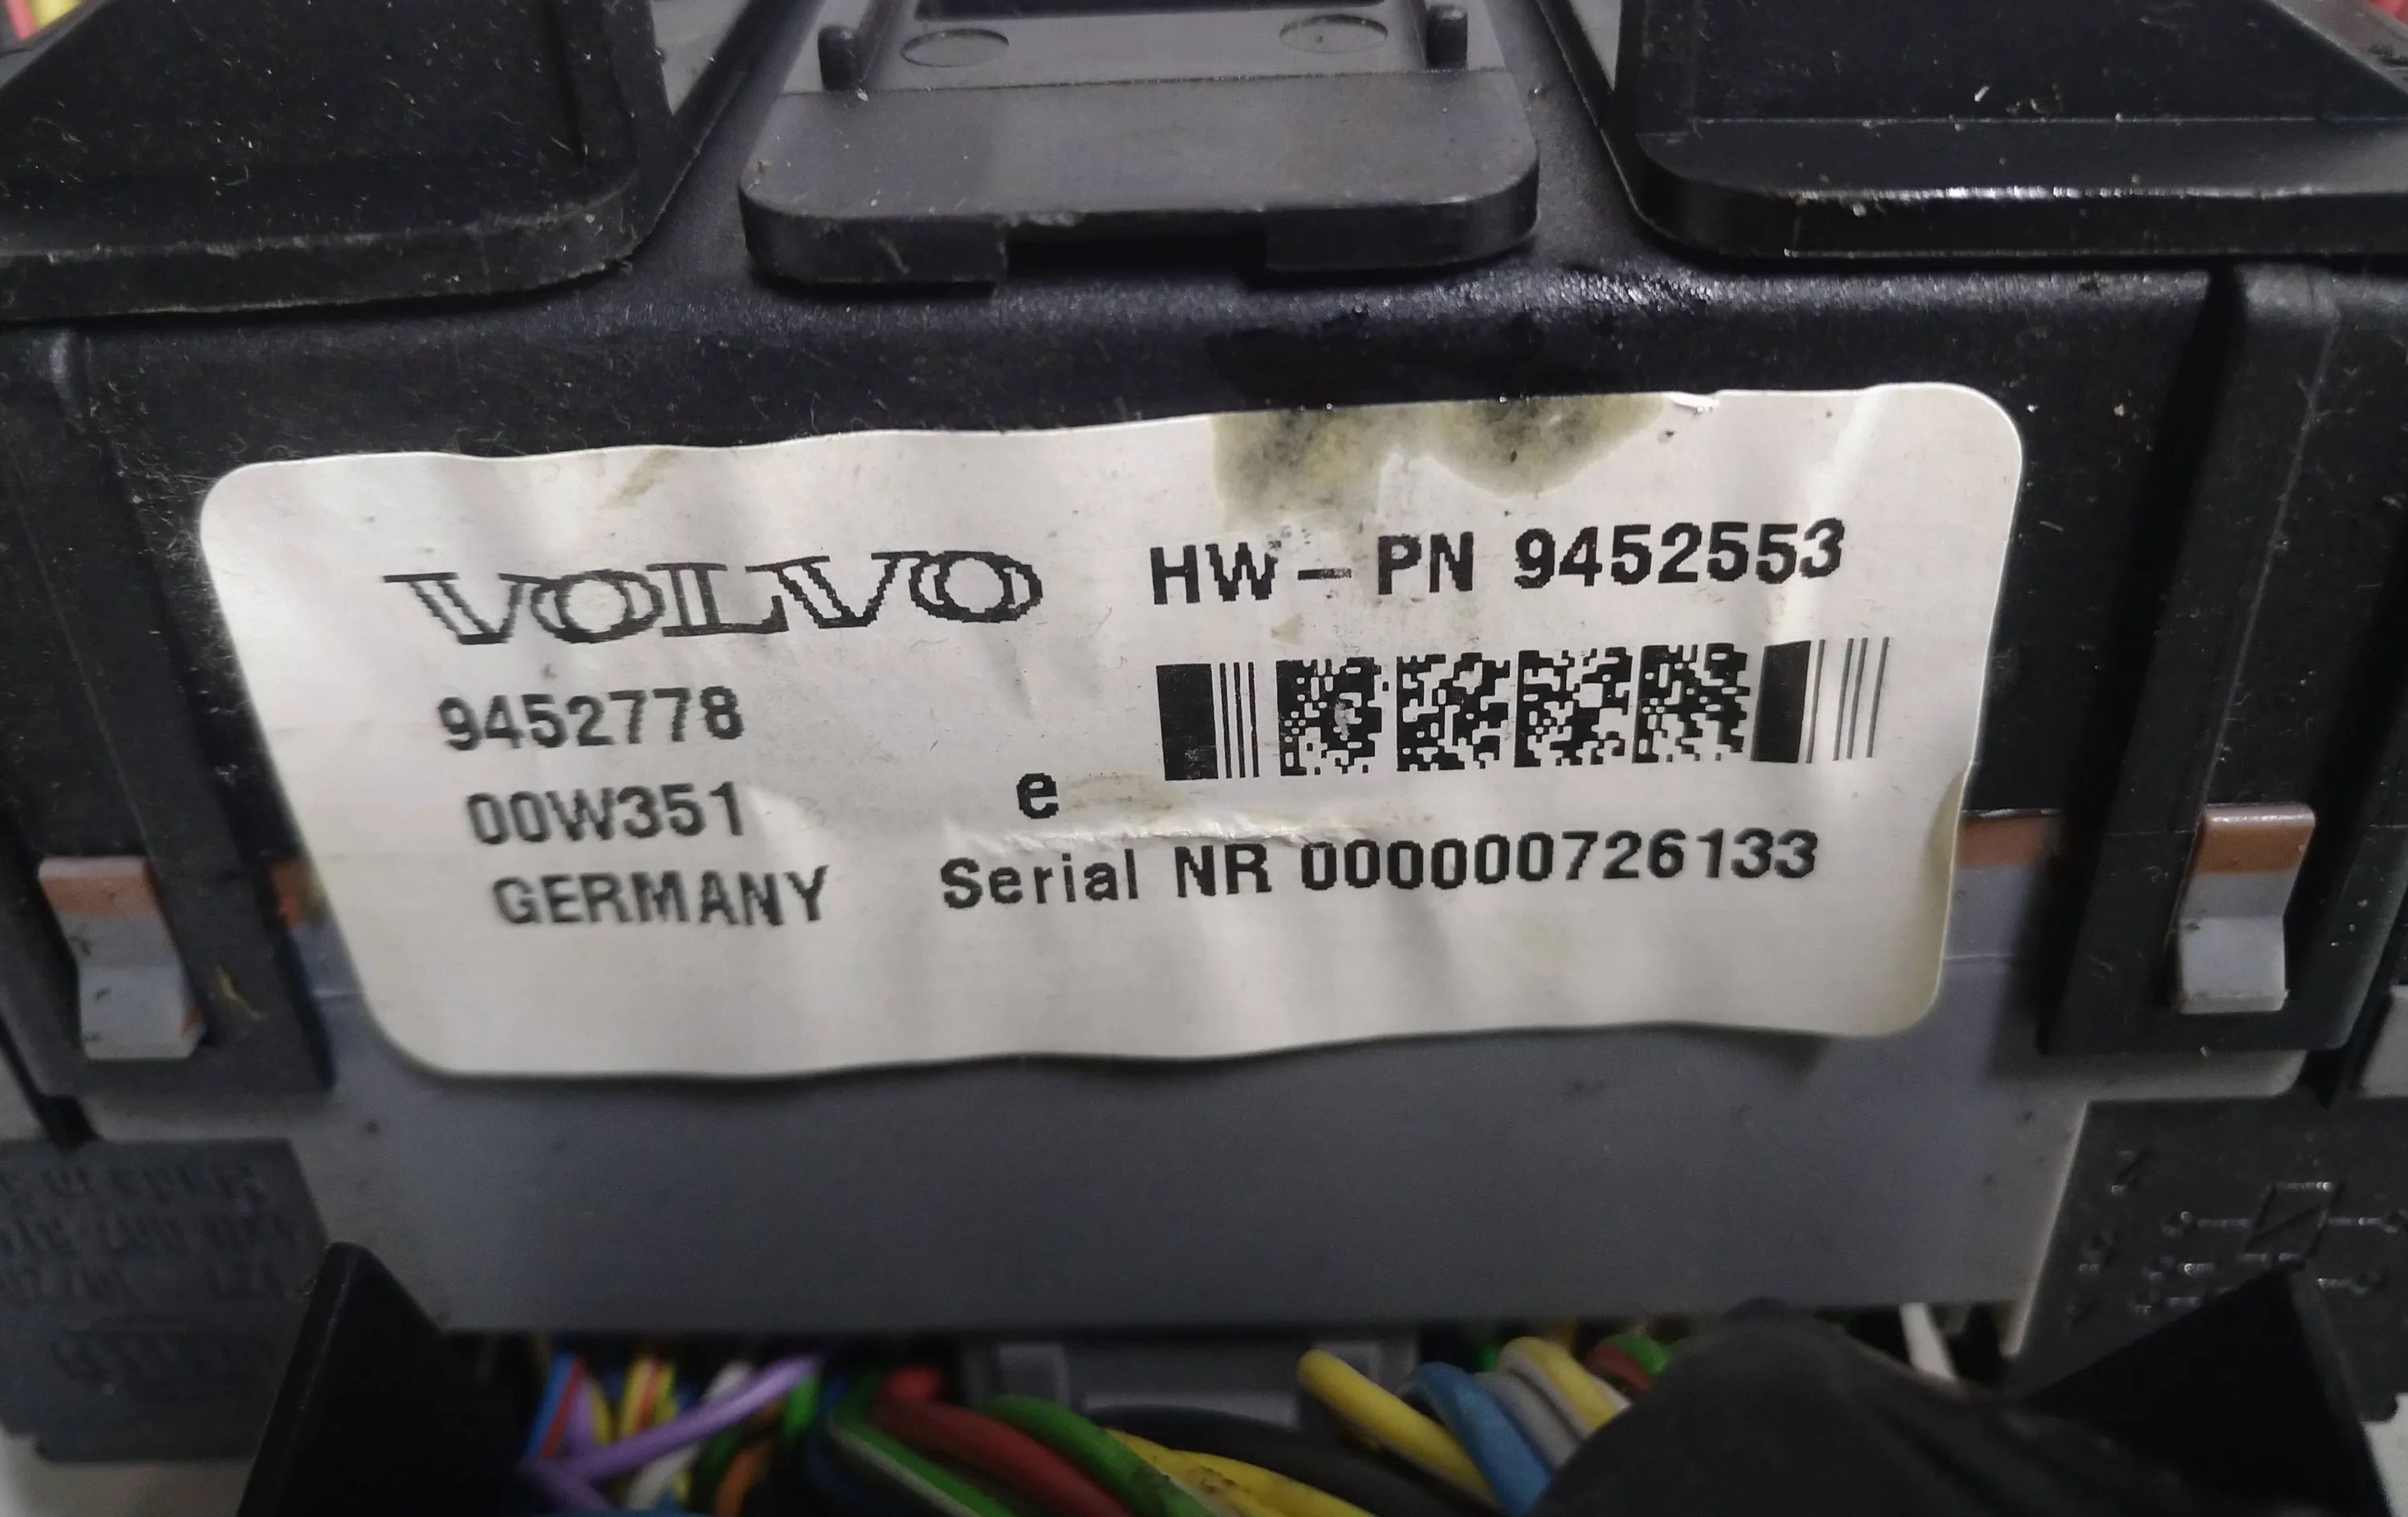 VOLVO
9452778
00W351
GERMANY
HW-PN 9452553
e
Serial NR 000000726133